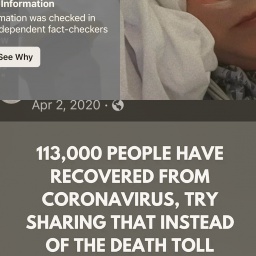 Information
mation was checked in
dependent fact-checkers
See Why
Apr 2, 2020 ·
113,000 PEOPLE HAVE
RECOVERED FROM
CORONAVIRUS, TRY
SHARING THAT INSTEAD
OF THE DEATH TOLL